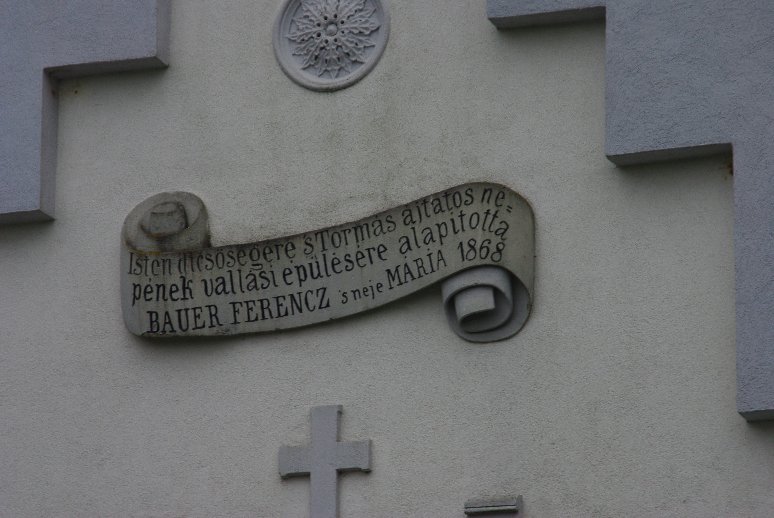 Isten dicsőségére s Tormás ájtatos né=
pének vallási épülésére alapította
BAUER FERENCZ 's neje MÁRIA 1868